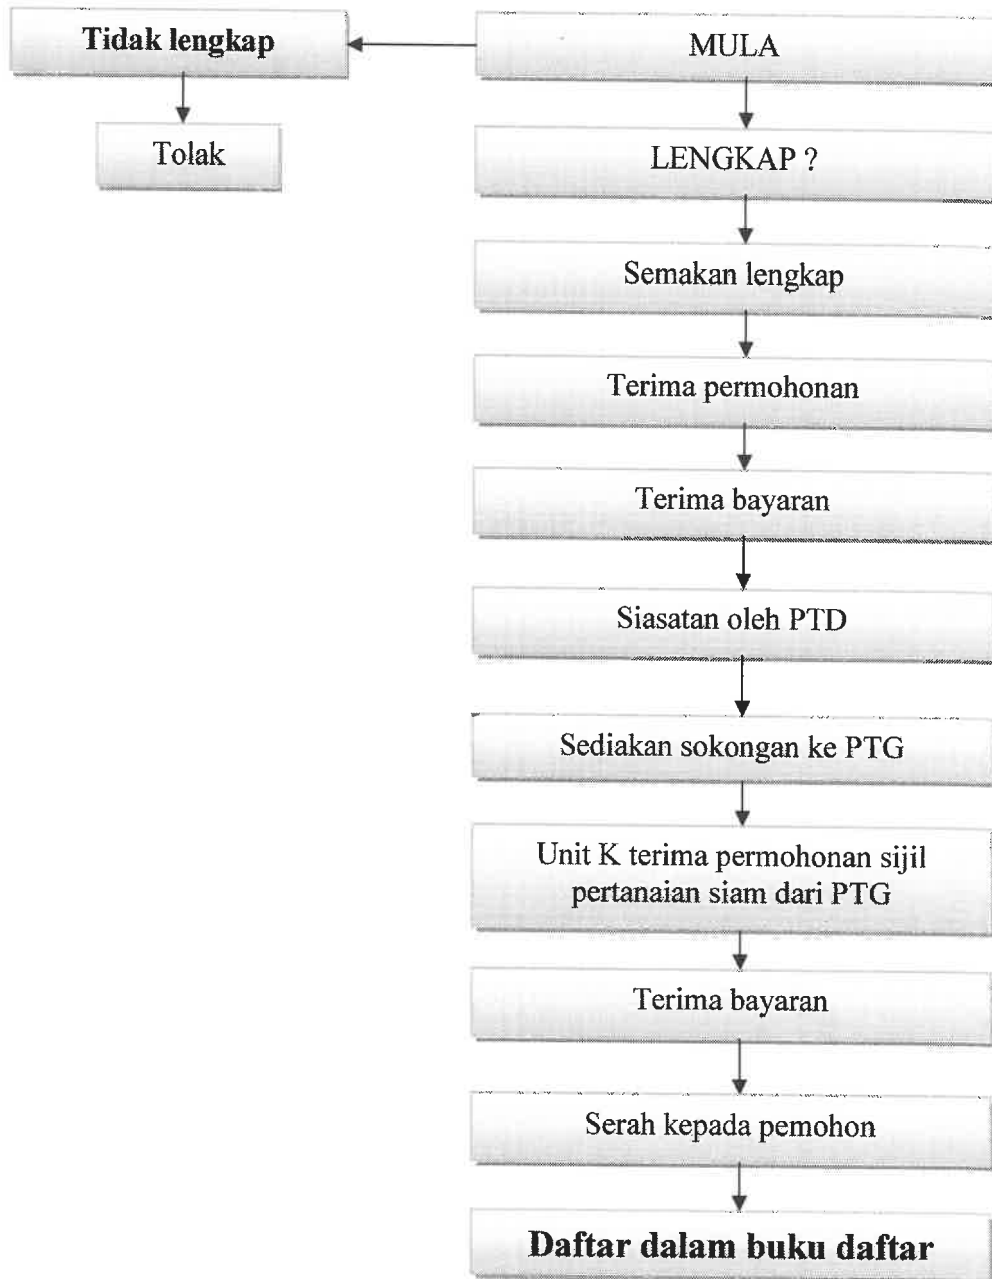 Tidak lengkap
MULA
Tolak
LENGKAP ?
Semakan lengkap
Terima permohonan
Terima bayaran
Siasatan oleh PTD
Sediakan sokongan ke PTG
Unit K terima permohonan sijil
pertanaian siam dari PTG
Terima bayaran
Serah kepada pemohon
Daftar dalam buku daftar